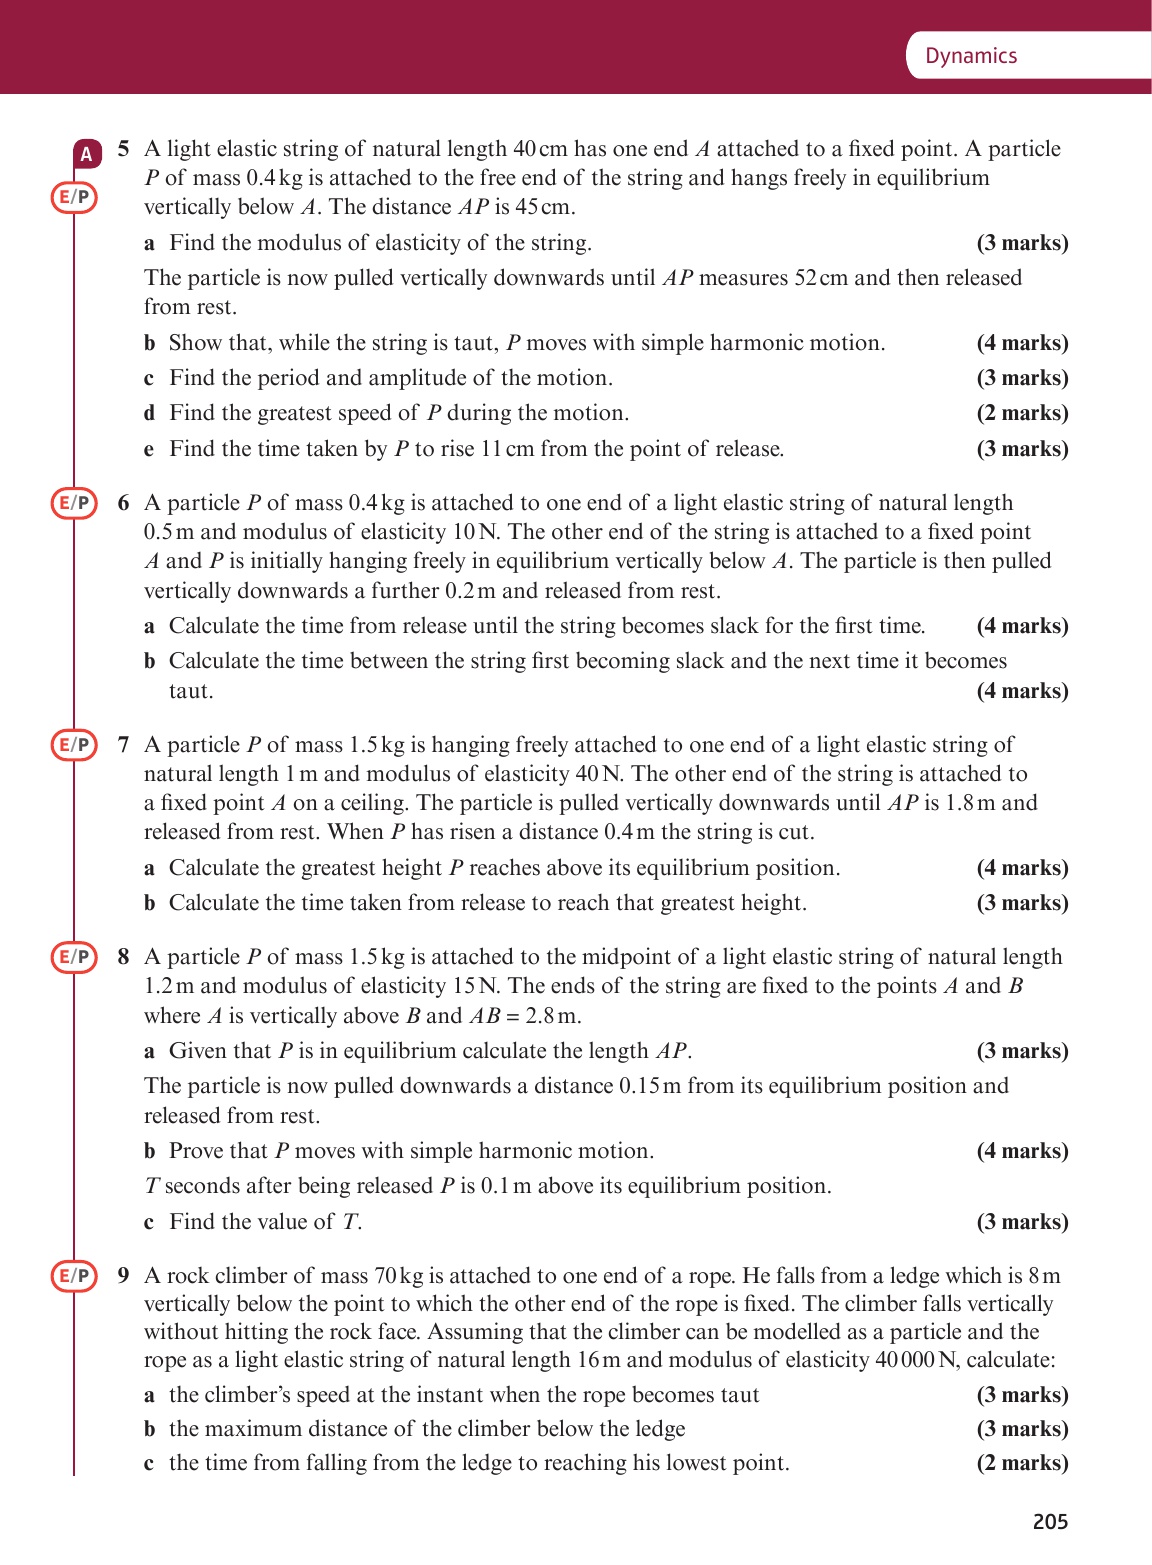 Dynamics
A
5 A light elastic string of natural length 40 cm has one end A attached to a fixed point. A particle
E/P
P of mass 0.4 kg is attached to the free end of the string and hangs freely in equilibrium
vertically below A. The distance AP is 45 cm.
a Find the modulus of elasticity of the string. (3 marks)
The particle is now pulled vertically downwards until AP measures 52 cm and then released
from rest.
b Show that, while the string is taut, P moves with simple harmonic motion. (4 marks)
c Find the period and amplitude of the motion. (3 marks)
d Find the greatest speed of P during the motion. (2 marks)
e Find the time taken by P to rise 11 cm from the point of release. (3 marks)
E/P
6 A particle P of mass 0.4 kg is attached to one end of a light elastic string of natural length
0.5 m and modulus of elasticity 10 N. The other end of the string is attached to a fixed point
A and P is initially hanging freely in equilibrium vertically below A. The particle is then pulled
vertically downwards a further 0.2 m and released from rest.
a Calculate the time from release until the string becomes slack for the first time. (4 marks)
b Calculate the time between the string first becoming slack and the next time it becomes
taut. (4 marks)
E/P
7 A particle P of mass 1.5 kg is hanging freely attached to one end of a light elastic string of
natural length 1 m and modulus of elasticity 40 N. The other end of the string is attached to
a fixed point A on a ceiling. The particle is pulled vertically downwards until AP is 1.8 m and
released from rest. When P has risen a distance 0.4 m the string is cut.
a Calculate the greatest height P reaches above its equilibrium position. (4 marks)
b Calculate the time taken from release to reach that greatest height. (3 marks)
E/P
8 A particle P of mass 1.5 kg is attached to the midpoint of a light elastic string of natural length
1.2 m and modulus of elasticity 15 N. The ends of the string are fixed to the points A and B
where A is vertically above B and AB = 2.8 m.
a Given that P is in equilibrium calculate the length AP. (3 marks)
The particle is now pulled downwards a distance 0.15 m from its equilibrium position and
released from rest.
b Prove that P moves with simple harmonic motion. (4 marks)
T seconds after being released P is 0.1 m above its equilibrium position.
c Find the value of T. (3 marks)
E/P
9 A rock climber of mass 70 kg is attached to one end of a rope. He falls from a ledge which is 8 m
vertically below the point to which the other end of the rope is fixed. The climber falls vertically
without hitting the rock face. Assuming that the climber can be modelled as a particle and the
rope as a light elastic string of natural length 16 m and modulus of elasticity 40 000 N, calculate:
a the climber's speed at the instant when the rope becomes taut (3 marks)
b the maximum distance of the climber below the ledge (3 marks)
c the time from falling from the ledge to reaching his lowest point. (2 marks)
205